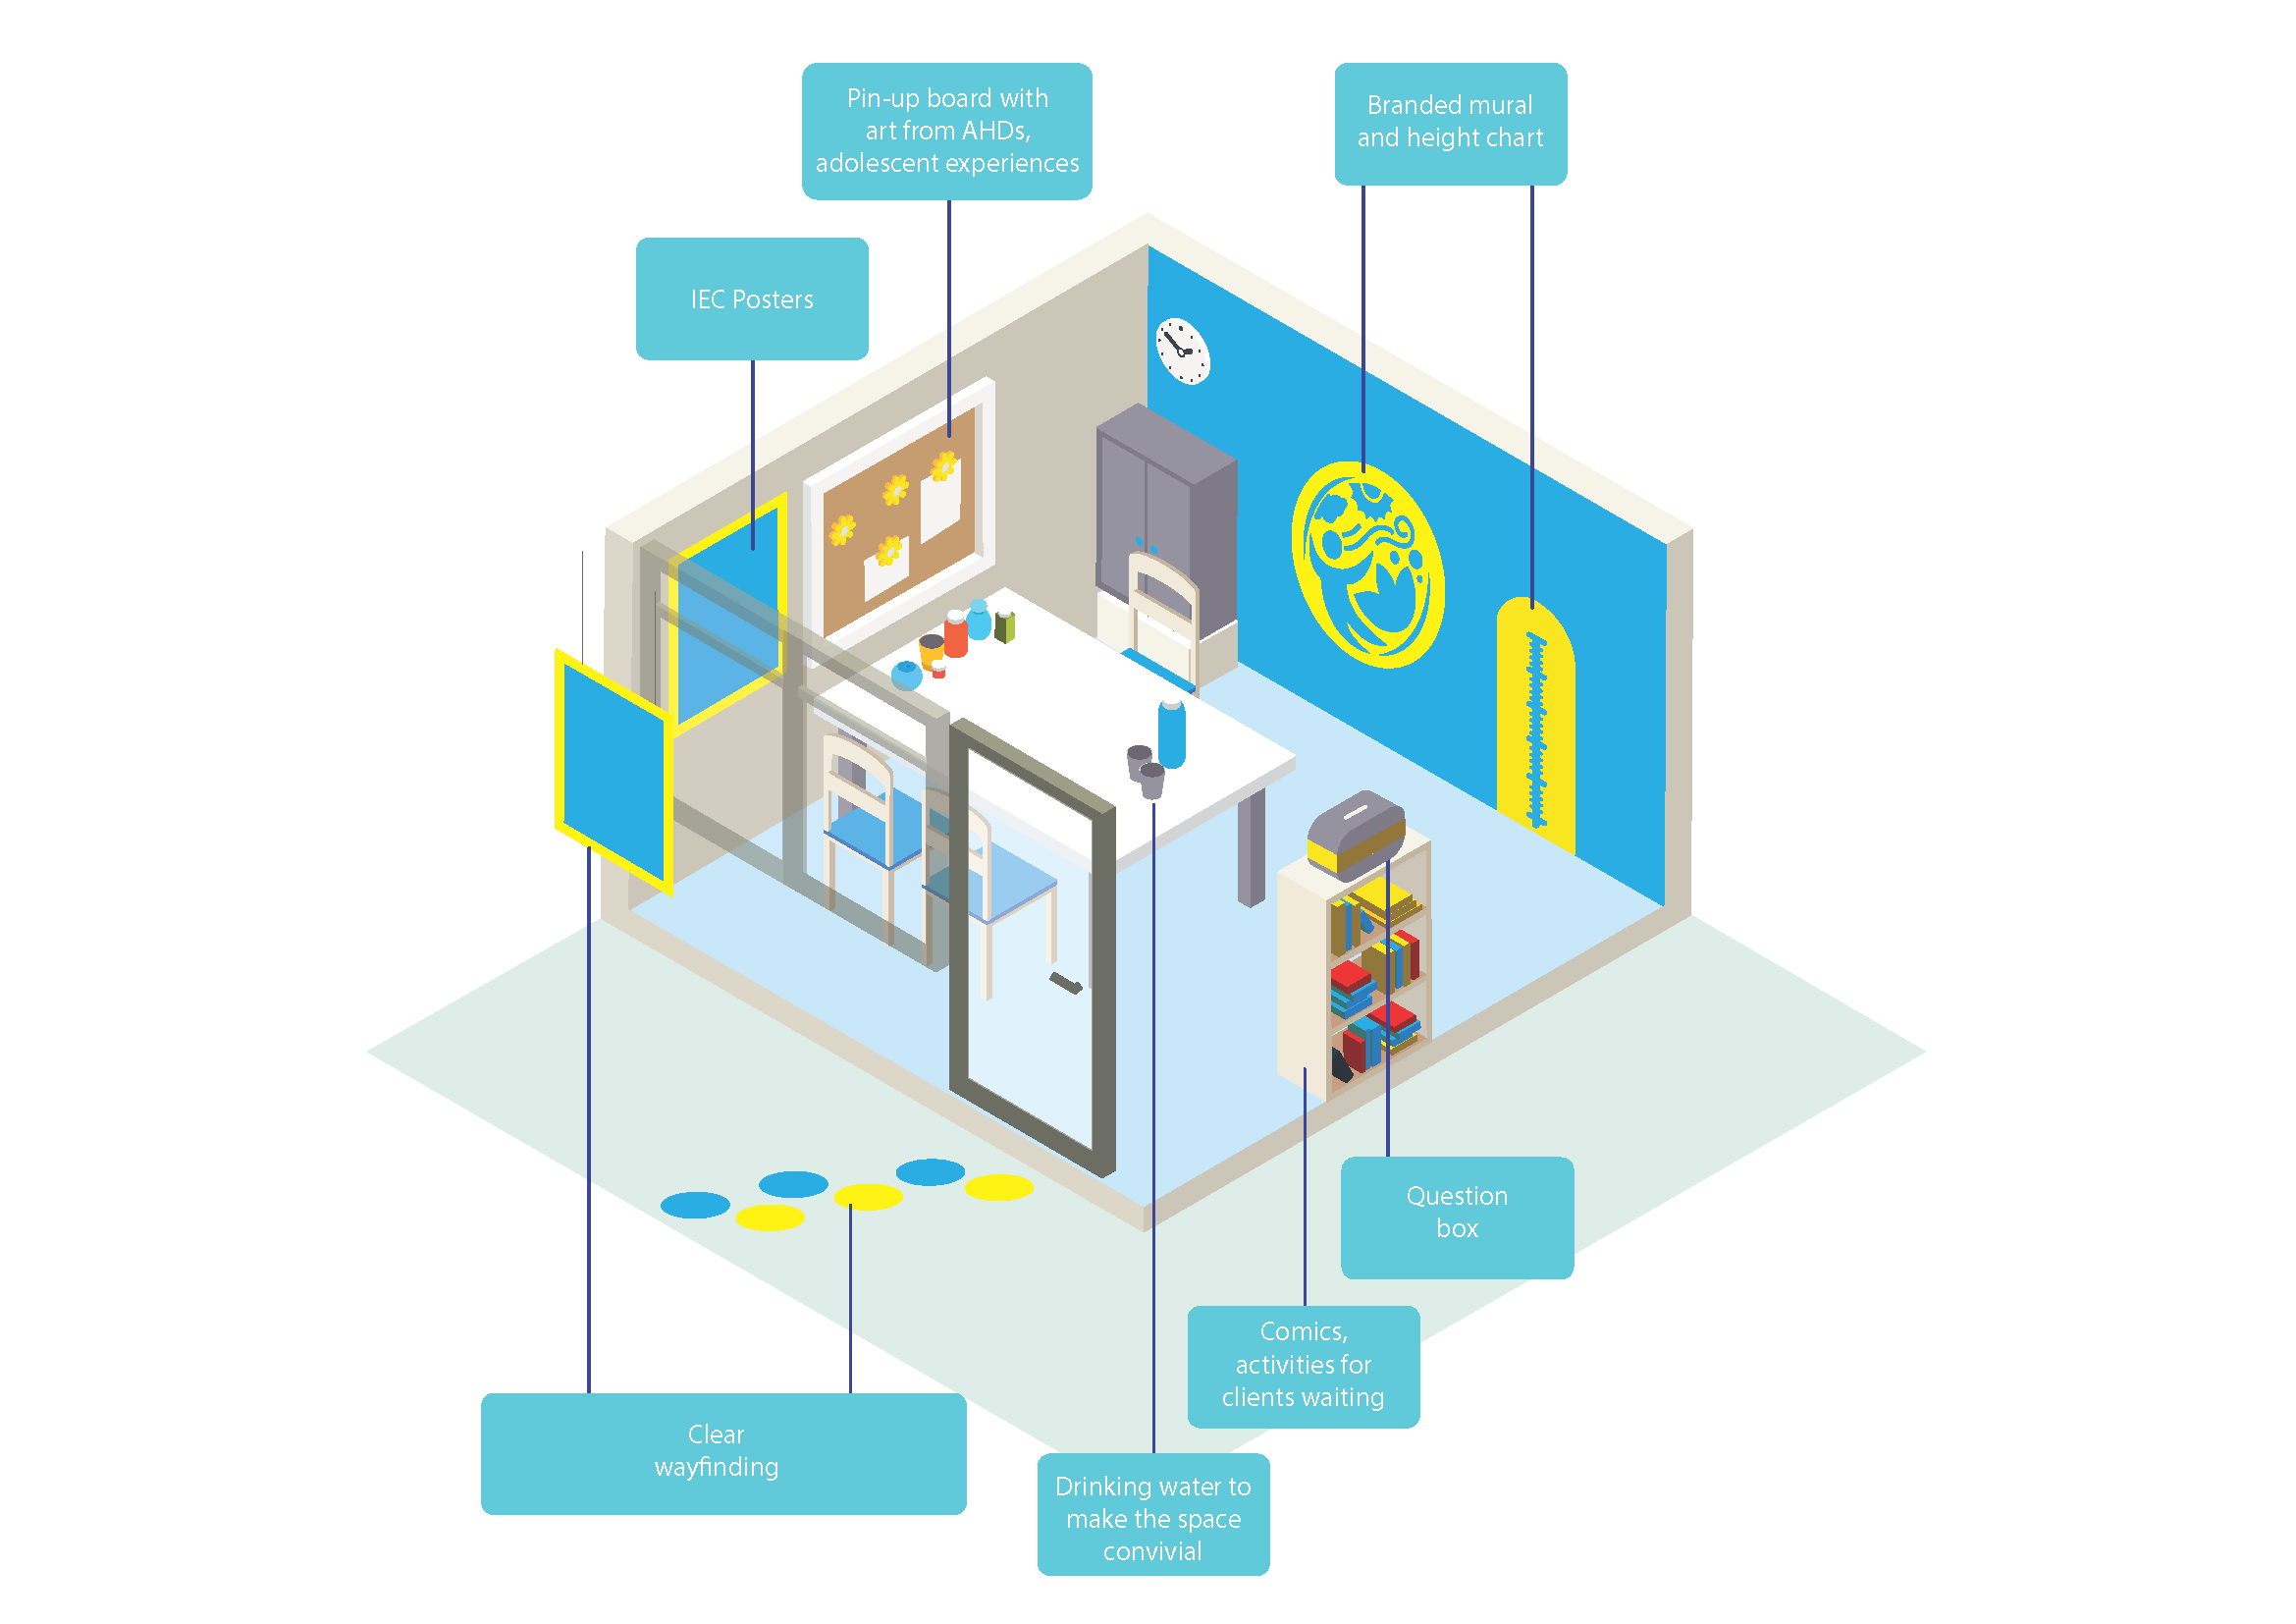 Pin-up board with
art from AHDs,
adolescent experiences
Branded mural
and height chart
IEC Posters
Question
box
Comics,
activities for
clients waiting
Clear
wayfinding
Drinking water to
make the space
convivial